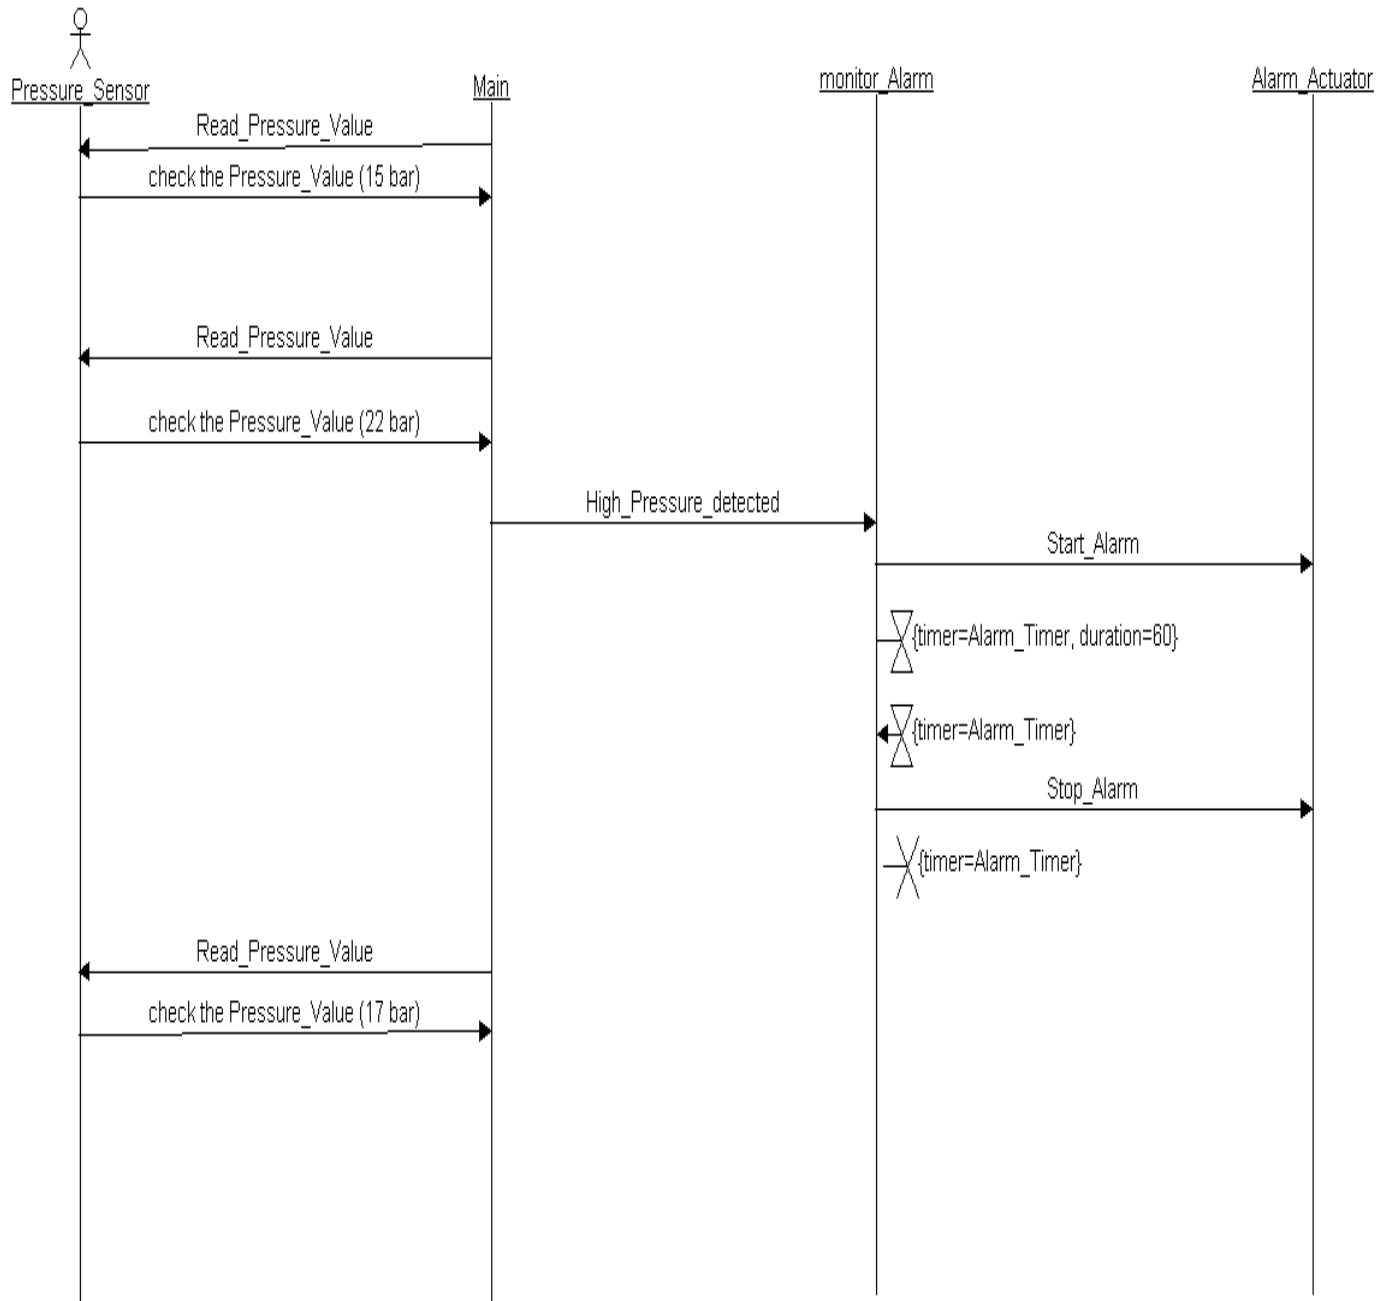 Pressure_Sensor
Main
monitor_Alarm
Alarm_Actuator
Read_Pressure_Value
check the Pressure_Value (15 bar)
Read_Pressure_Value
check the Pressure_Value (22 bar)
High_Pressure_detected
Start_Alarm
{timer=Alarm_Timer, duration=60}
{timer=Alarm_Timer}
Stop_Alarm
{timer=Alarm_Timer}
Read_Pressure_Value
check the Pressure_Value (17 bar)